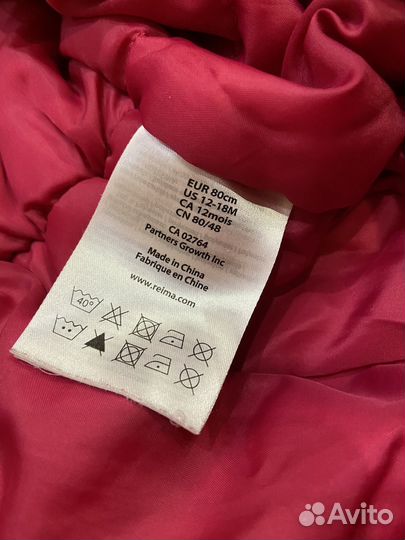 EUR 80cm
US 12-18M
CA 12mois
CN 80/48
CA 02764
Partners Growth Inc
Made in China
Fabrique en Chine
www.reima.com
40°
Avito